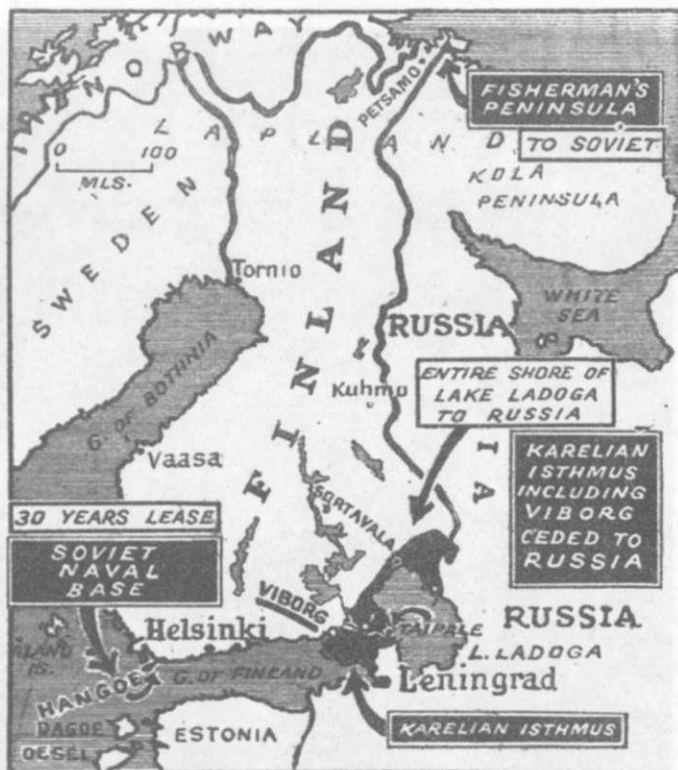 NORWAY
FISHERMAN'S
PENINSULA
PETSAMO.
LAPLAND
TO SOVIET
0 100
MLS.
KOLA
PENINSULA
SWEDEN
FINLAND
Tornio
WHITE
SEA
RUSSIA
G. OF BOTHNIA
ENTIRE SHORE OF
LAKE LADOGA
TO RUSSIA
Kuhmo
Vaasa
KARELIAN
ISTHMUS
INCLUDING
VIBORG
CEDED TO
RUSSIA
30 YEARS LEASE
SORTAVALA
SOVIET
NAVAL
BASE
VIBORG
RUSSIA
Helsinki
TAIPALE
ÅLAND
IS.
L. LADOGA
HANGOE
G. OF FINLAND
Leningrad
DAGOE
KARELIAN ISTHMUS
OESEL
ESTONIA